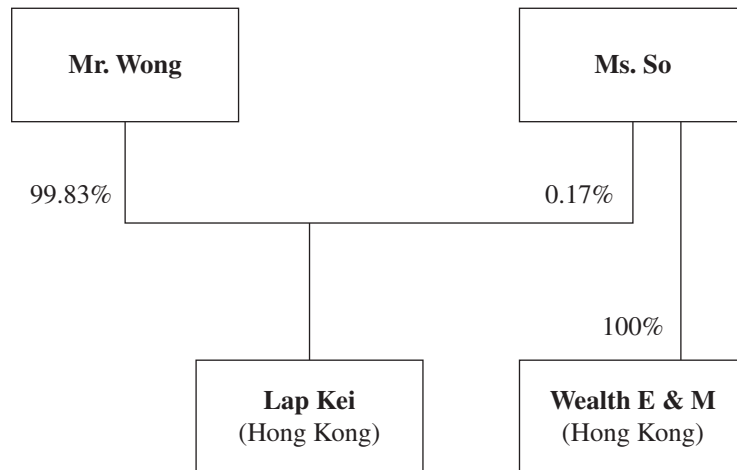 Mr. Wong
Ms. So
99.83%
0.17%
100%
Lap Kei
(Hong Kong)
Wealth E & M
(Hong Kong)